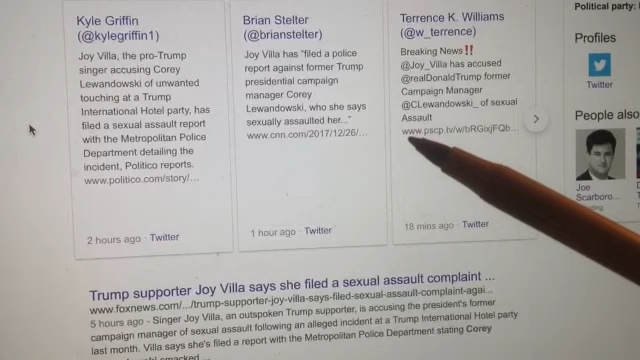 Kyle Griffin
(@kylegriffin1)
Joy Villa, the pro-Trump
singer accusing Corey
Lewandowski of unwanted
touching at a Trump
International Hotel party, has
filed a sexual assault report
with the Metropolitan Police
Department detailing the
incident, Politico reports.
www.politico.com/story/...
2 hours ago · Twitter
Brian Stelter
(@brianstelter)
Joy Villa has "filed a police
report against former Trump
presidential campaign
manager Corey
Lewandowski, who she says
sexually assaulted her..."
www.cnn.com/2017/12/26/...
1 hour ago · Twitter
Terrence K. Williams
(@w_terrence)
Breaking News‼
@Joy_Villa has accused
@realDonaldTrump former
Campaign Manager
@CLewandowski_ of sexual
Assault
www.pscp.tv/w/bRGixjFQb...
18 mins ago · Twitter
Political party:
Profiles
Twitter
People also
Joe
Scarboro...
Trump supporter Joy Villa says she filed a sexual assault complaint ...
www.foxnews.com/.../trump-supporter-joy-villa-says-filed-sexual-assault-complaint-agai...
5 hours ago - Singer Joy Villa, an outspoken Trump supporter, is accusing the president's former
campaign manager of sexual assault following an alleged incident at a Trump International Hotel party
last month. Villa says she's filed a report with the Metropolitan Police Department stating Corey
smacked